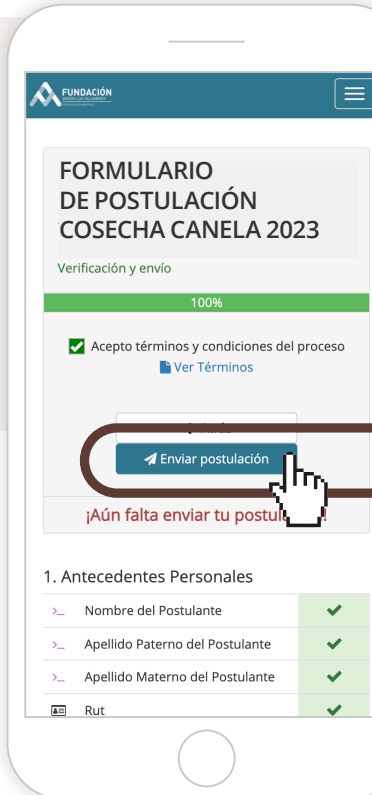 FUNDACIÓN
FORMULARIO
DE POSTULACIÓN
COSECHA CANELA 2023
Verificación y envío
100%
Acepto términos y condiciones del proceso
Ver Términos
Enviar postulación
¡Aún falta enviar tu
1. Antecedentes Personales
>_ Nombre del Postulante
>_ Apellido Paterno del Postulante
>_ Apellido Materno del Postulante
Rut